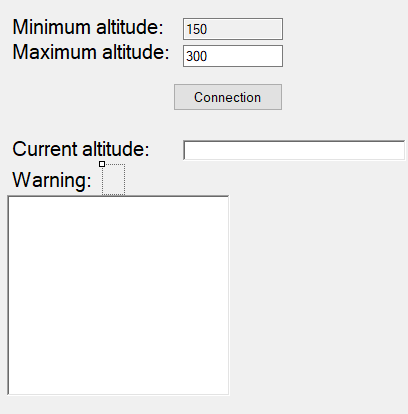 Minimum altitude: 150
Maximum altitude: 300
Connection
Current altitude:
Warning: